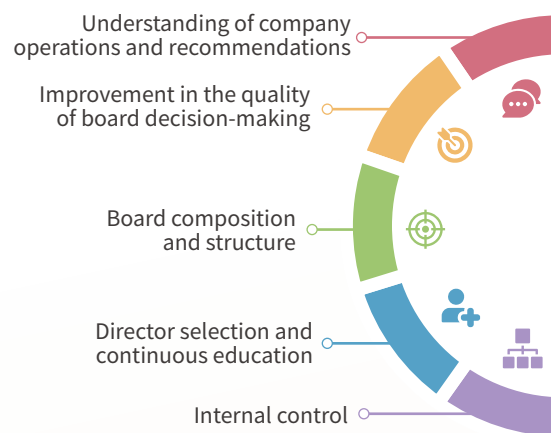 Understanding of company
operations and recommendations
Improvement in the quality
of board decision-making
Board composition
and structure
Director selection and
continuous education
Internal control